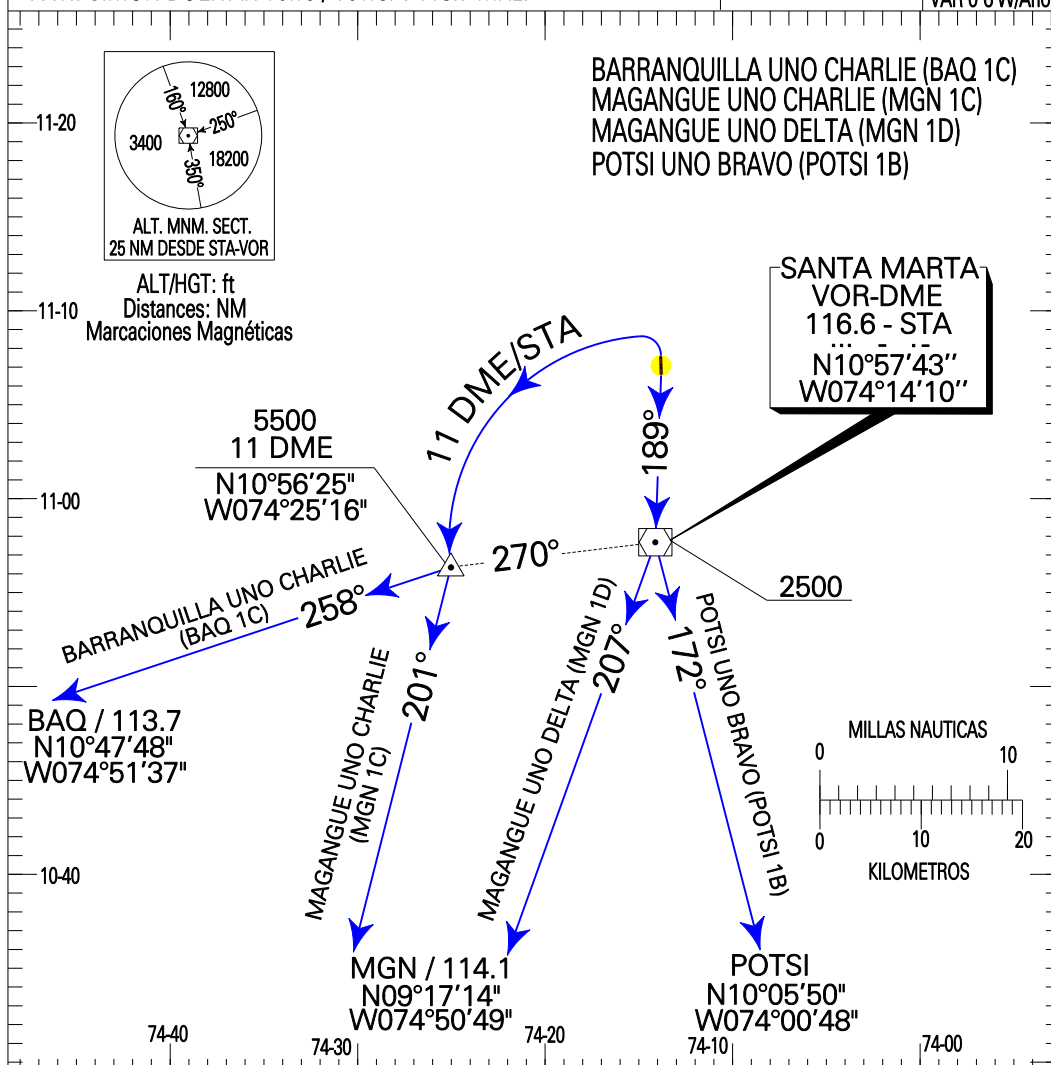 VAR 6°8'W/Año
BARRANQUILLA UNO CHARLIE (BAQ 1C)
MAGANGUE UNO CHARLIE (MGN 1C)
MAGANGUE UNO DELTA (MGN 1D)
POTSI UNO BRAVO (POTSI 1B)
160°
12800
250°
3400
18200
350°
ALT. MNM. SECT.
25 NM DESDE STA-VOR
ALT/HGT: ft
Distances: NM
Marcaciones Magnéticas
11-20
11-10
11-00
10-40
SANTA MARTA
VOR-DME
116.6 - STA
N10°57'43''
W074°14'10''
11 DME/STA
189°
5500
11 DME
N10°56'25"
W074°25'16"
270°
2500
BARRANQUILLA UNO CHARLIE
(BAQ 1C)
258°
BAQ / 113.7
N10°47'48"
W074°51'37"
201°
MAGANGUE UNO CHARLIE
(MGN 1C)
207°
MAGANGUE UNO DELTA (MGN 1D)
172°
POTSI UNO BRAVO (POTSI 1B)
MILLAS NAUTICAS
0 10
0 10 20
KILOMETROS
MGN / 114.1
N09°17'14"
W074°50'49"
POTSI
N10°05'50"
W074°00'48"
74-40
74-30
74-20
74-10
74-00